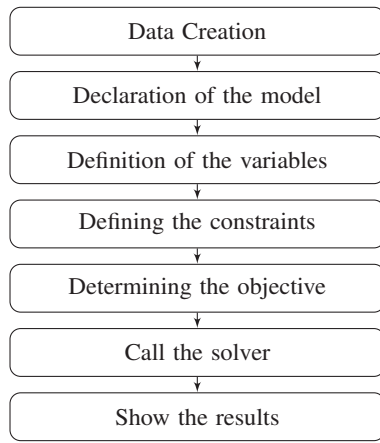 Data Creation
Declaration of the model
Definition of the variables
Defining the constraints
Determining the objective
Call the solver
Show the results